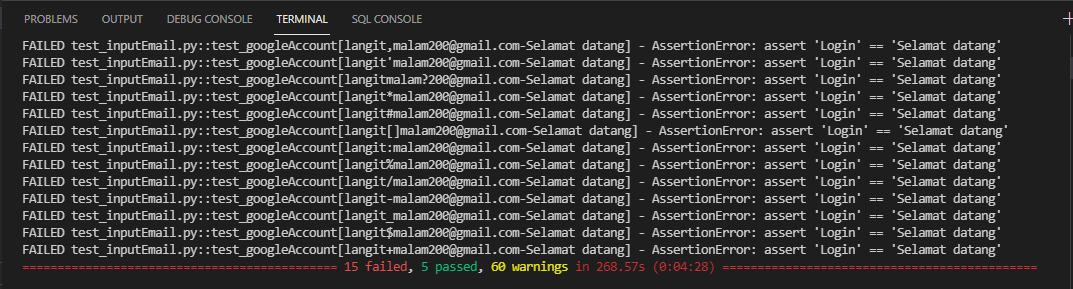 PROBLEMS OUTPUT DEBUG CONSOLE TERMINAL SQL CONSOLE
FAILED test_inputEmail.py::test_googleAccount[langit,malam200@gmail.com-Selamat datang] - AssertionError: assert 'Login' == 'Selamat datang'
FAILED test_inputEmail.py::test_googleAccount[langit'malam200@gmail.com-Selamat datang] - AssertionError: assert 'Login' == 'Selamat datang'
FAILED test_inputEmail.py::test_googleAccount[langitmalam?200@gmail.com-Selamat datang] - AssertionError: assert 'Login' == 'Selamat datang'
FAILED test_inputEmail.py::test_googleAccount[langit*malam200@gmail.com-Selamat datang] - AssertionError: assert 'Login' == 'Selamat datang'
FAILED test_inputEmail.py::test_googleAccount[langit#malam200@gmail.com-Selamat datang] - AssertionError: assert 'Login' == 'Selamat datang'
FAILED test_inputEmail.py::test_googleAccount[langit[]malam200@gmail.com-Selamat datang] - AssertionError: assert 'Login' == 'Selamat datang'
FAILED test_inputEmail.py::test_googleAccount[langit:malam200@gmail.com-Selamat datang] - AssertionError: assert 'Login' == 'Selamat datang'
FAILED test_inputEmail.py::test_googleAccount[langit%malam200@gmail.com-Selamat datang] - AssertionError: assert 'Login' == 'Selamat datang'
FAILED test_inputEmail.py::test_googleAccount[langit/malam200@gmail.com-Selamat datang] - AssertionError: assert 'Login' == 'Selamat datang'
FAILED test_inputEmail.py::test_googleAccount[langit-malam200@gmail.com-Selamat datang] - AssertionError: assert 'Login' == 'Selamat datang'
FAILED test_inputEmail.py::test_googleAccount[langit_malam200@gmail.com-Selamat datang] - AssertionError: assert 'Login' == 'Selamat datang'
FAILED test_inputEmail.py::test_googleAccount[langit$malam200@gmail.com-Selamat datang] - AssertionError: assert 'Login' == 'Selamat datang'
FAILED test_inputEmail.py::test_googleAccount[langit+malam200@gmail.com-Selamat datang] - AssertionError: assert 'Login' == 'Selamat datang'
============================================= 15 failed, 5 passed, 60 warnings in 268.57s (0:04:28) =============================================